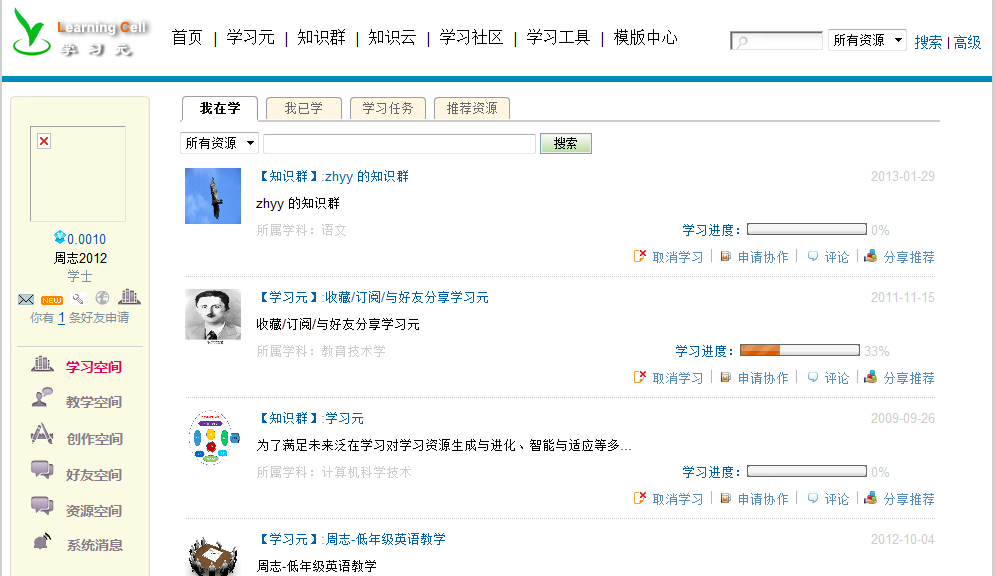 Learning Cell
学 习 元
首页 | 学习元 | 知识群 | 知识云 | 学习社区 | 学习工具 | 模版中心
所有资源 搜索 | 高级
0.0010
周志2012
学士
NEW
你有 1 条好友申请
学习空间
教学空间
创作空间
好友空间
资源空间
系统消息
我在学 我已学 学习任务 推荐资源
所有资源 搜索
【知识群】:zhyy 的知识群 2013-01-29
zhyy 的知识群
所属学科：语文 学习进度： 0%
取消学习 | 申请协作 | 评论 | 分享推荐
【学习元】:收藏/订阅/与好友分享学习元 2011-11-15
收藏/订阅/与好友分享学习元
所属学科：教育技术学 学习进度： 33%
取消学习 | 申请协作 | 评论 | 分享推荐
【知识群】:学习元 2009-09-26
为了满足未来泛在学习对学习资源生成与进化、智能与适应等多...
所属学科：计算机科学技术 学习进度： 0%
取消学习 | 申请协作 | 评论 | 分享推荐
【学习元】:周志-低年级英语教学 2012-10-04
周志-低年级英语教学